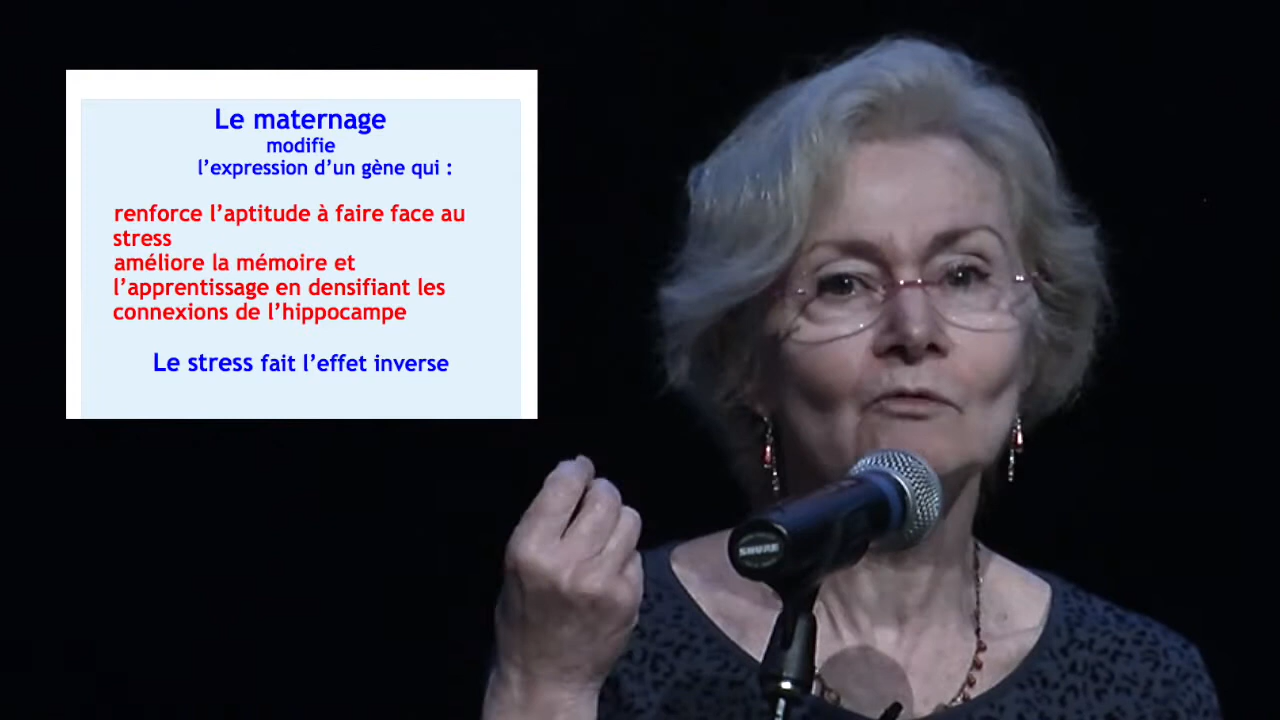 Le maternage
modifie
l’expression d’un gène qui :
renforce l’aptitude à faire face au
stress
améliore la mémoire et
l’apprentissage en densifiant les
connexions de l’hippocampe
Le stress fait l’effet inverse
SHURE